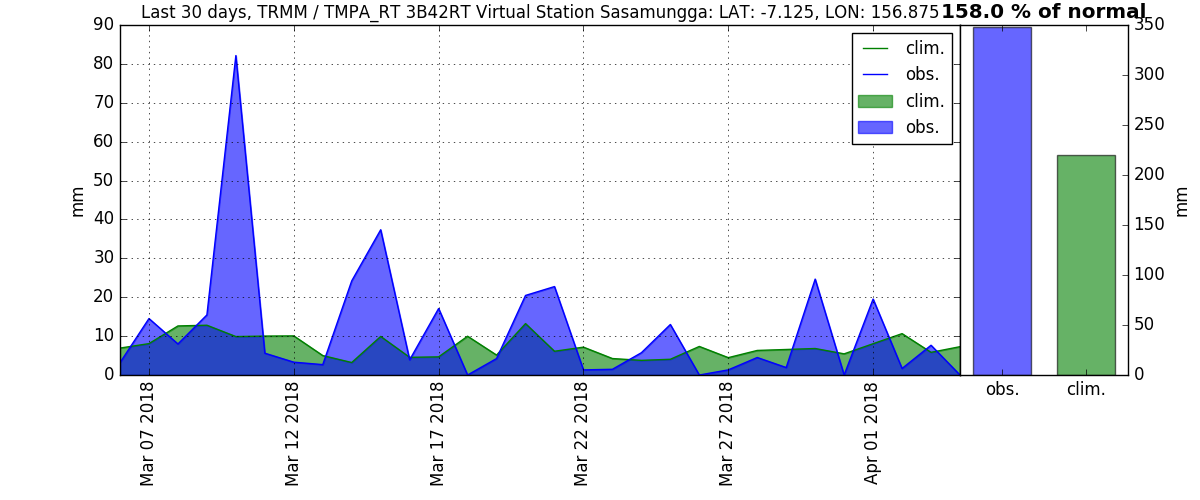 Last 30 days, TRMM / TMPA_RT 3B42RT Virtual Station Sasamungga: LAT: -7.125, LON: 156.875
158.0 % of normal
90
80
70
60
50
40
30
20
10
0
mm
clim.
obs.
clim.
obs.
Mar 07 2018
Mar 12 2018
Mar 17 2018
Mar 22 2018
Mar 27 2018
Apr 01 2018
350
300
250
200
150
100
50
0
mm
obs.
clim.